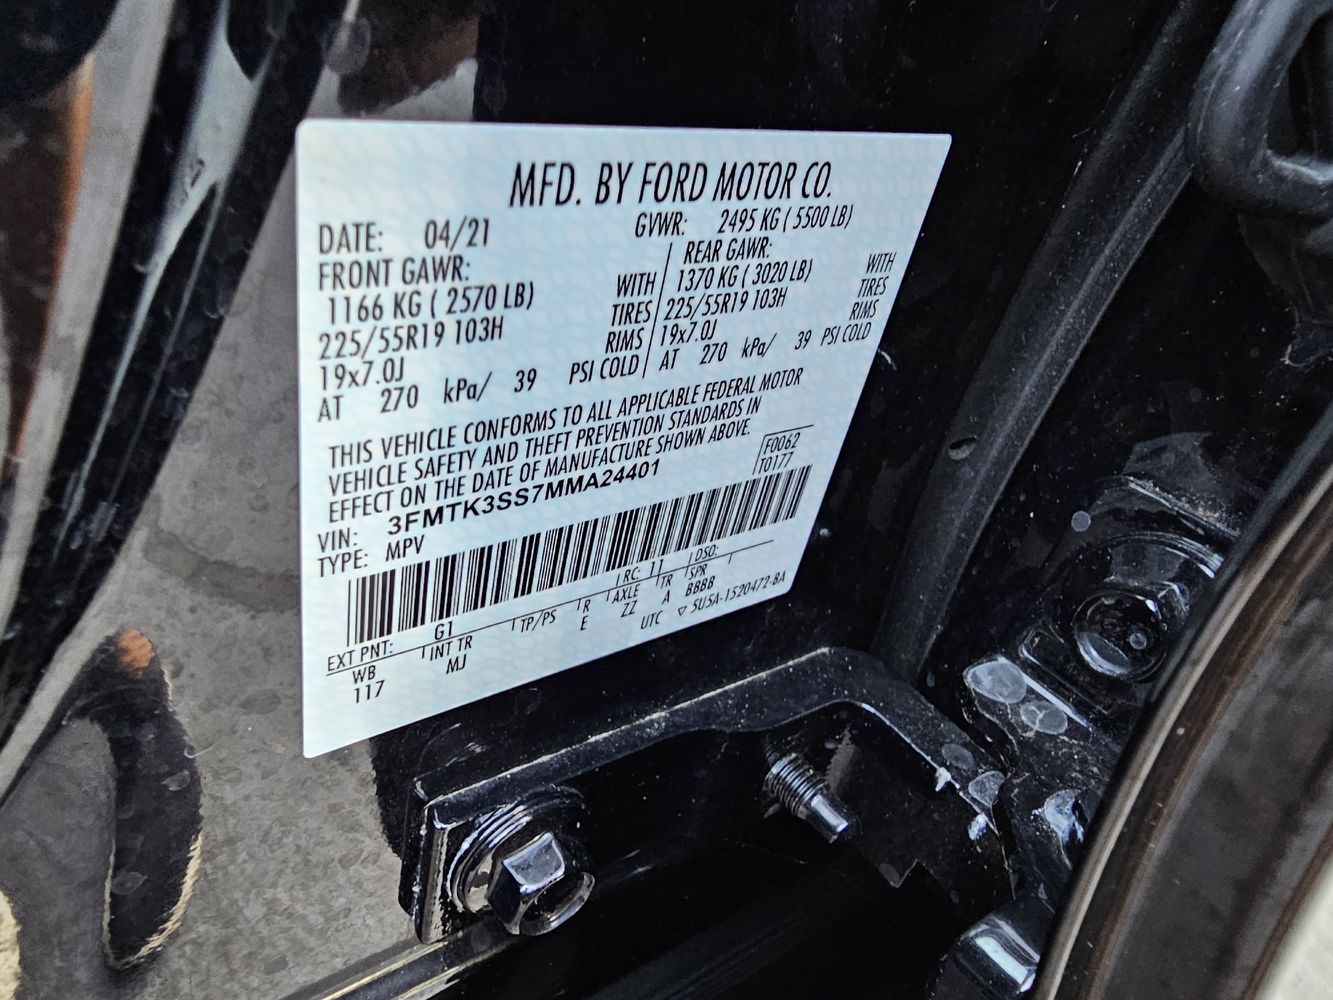 MFD. BY FORD MOTOR CO.
DATE: 04/21 GVWR: 2495 KG ( 5500 LB)
FRONT GAWR: REAR GAWR:
1166 KG ( 2570 LB) WITH 1370 KG ( 3020 LB) WITH
225/55R19 103H TIRES 225/55R19 103H TIRES
19x7.0J RIMS 19x7.0J RIMS
AT 270 kPa/ 39 PSI COLD AT 270 kPa/ 39 PSI COLD
THIS VEHICLE CONFORMS TO ALL APPLICABLE FEDERAL MOTOR
VEHICLE SAFETY AND THEFT PREVENTION STANDARDS IN
EFFECT ON THE DATE OF MANUFACTURE SHOWN ABOVE.
VIN: 3FMTK3SS7MMA24401 F0062
TYPE: MPV T0177
EXT PNT: G1 RC: 11 DSO:
WB INT TR TP/PS R AXLE TR SPR
117 MJ E ZZ A BBBB
UTC ▽ 5U5A-1520472-BA